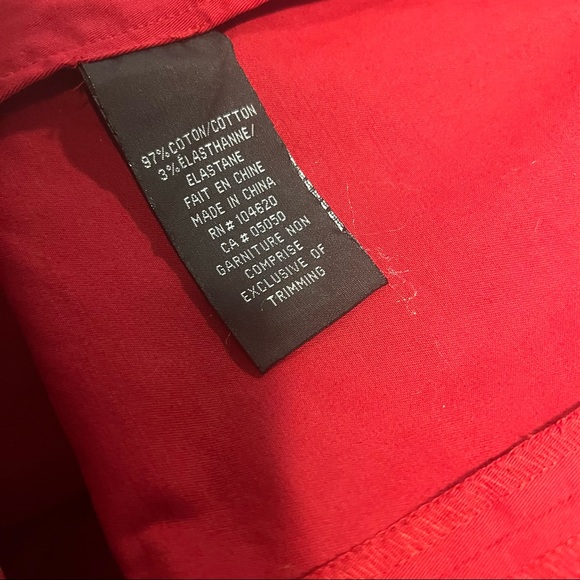 97%COTON/COTTON
3%ÉLASTHANNE/
ELASTANE
FAIT EN CHINE
MADE IN CHINA
RN# 104620
CA # 05050
GARNITURE NON
COMPRISE
EXCLUSIVE OF
TRIMMING